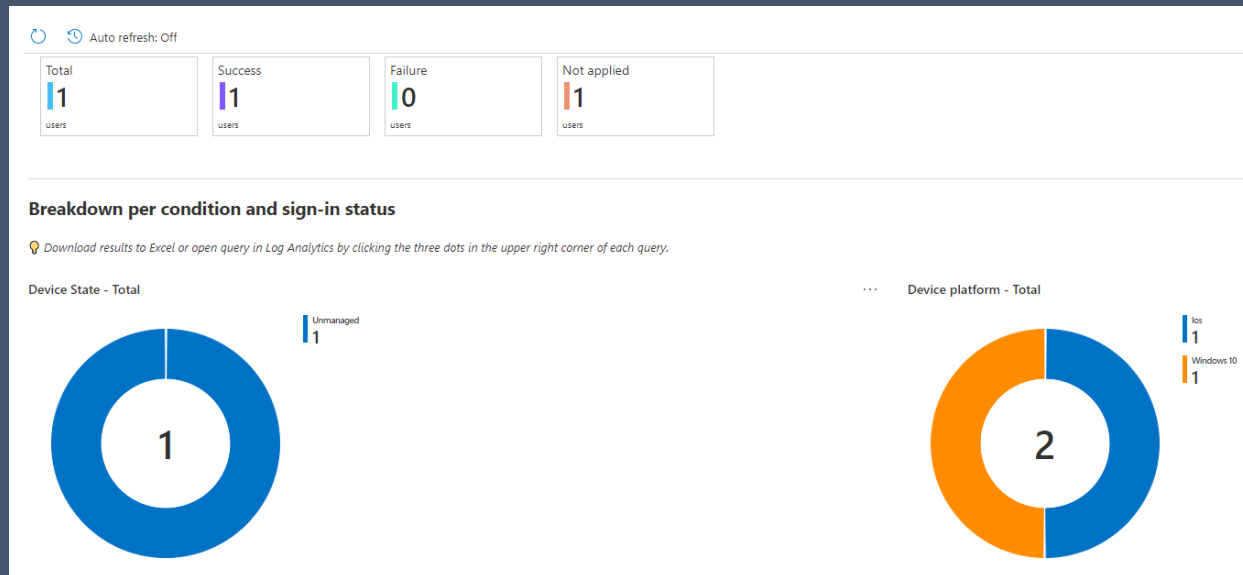 Auto refresh: Off
Total
1
users
Success
1
users
Failure
0
users
Not applied
1
users
Breakdown per condition and sign-in status
Download results to Excel or open query in Log Analytics by clicking the three dots in the upper right corner of each query.
Device State - Total
Unmanaged
1
1
...
Device platform - Total
Ios
1
Windows 10
1
2